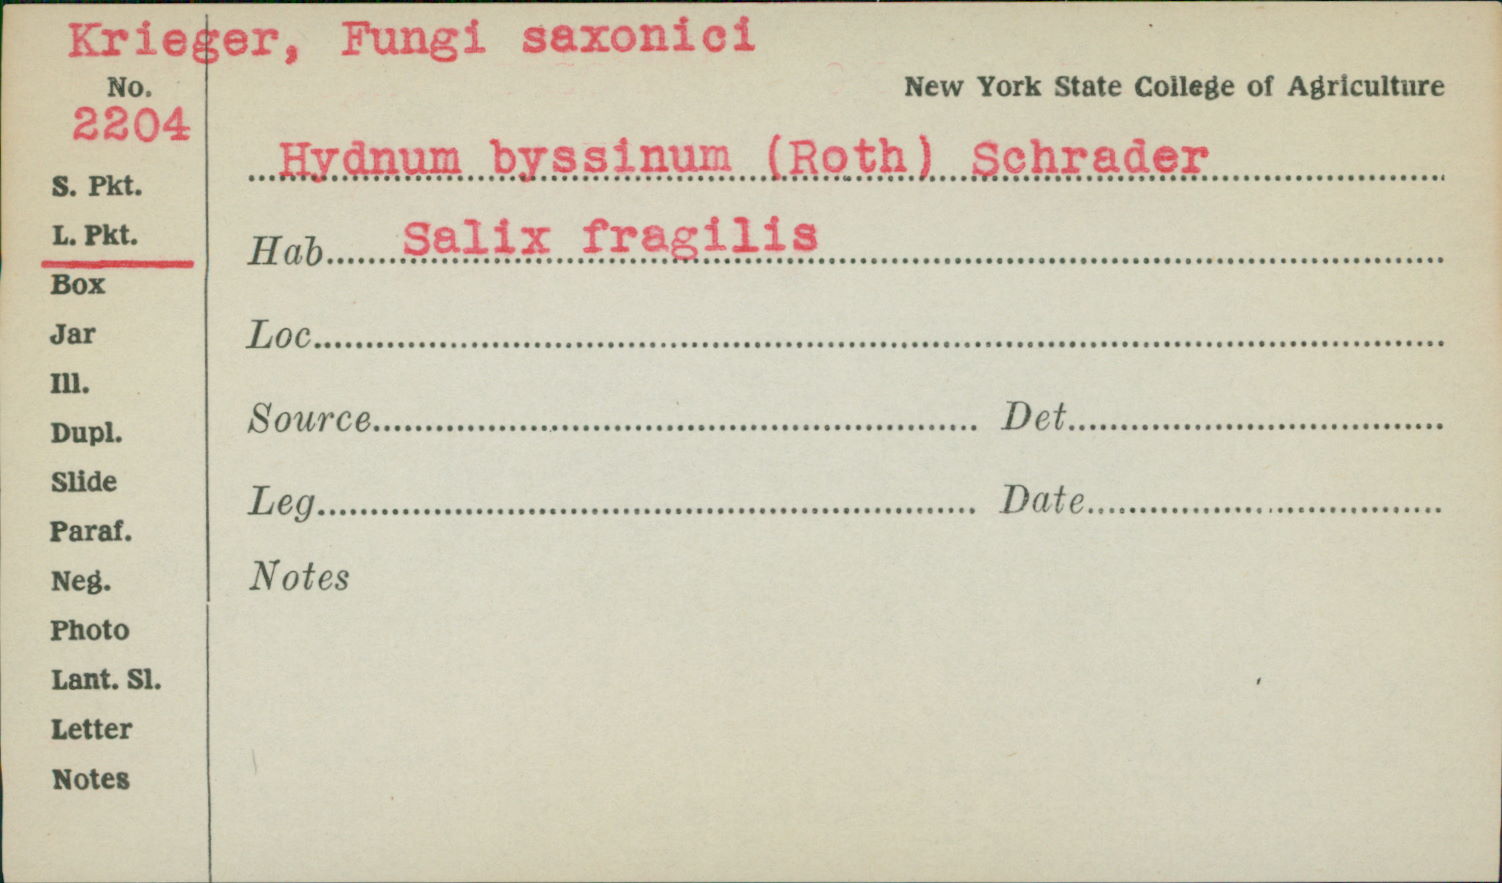 Krieger, Fungi saxonici
No.
2204
New York State College of Agriculture
Hydnum byssinum (Roth) Schrader
S. Pkt.
L. Pkt.
Hab. Salix fragilis
Box
Jar
Loc.
Ill.
Dupl.
Source Det.
Slide
Leg. Date
Paraf.
Neg.
Notes
Photo
Lant. Sl.
Letter
Notes